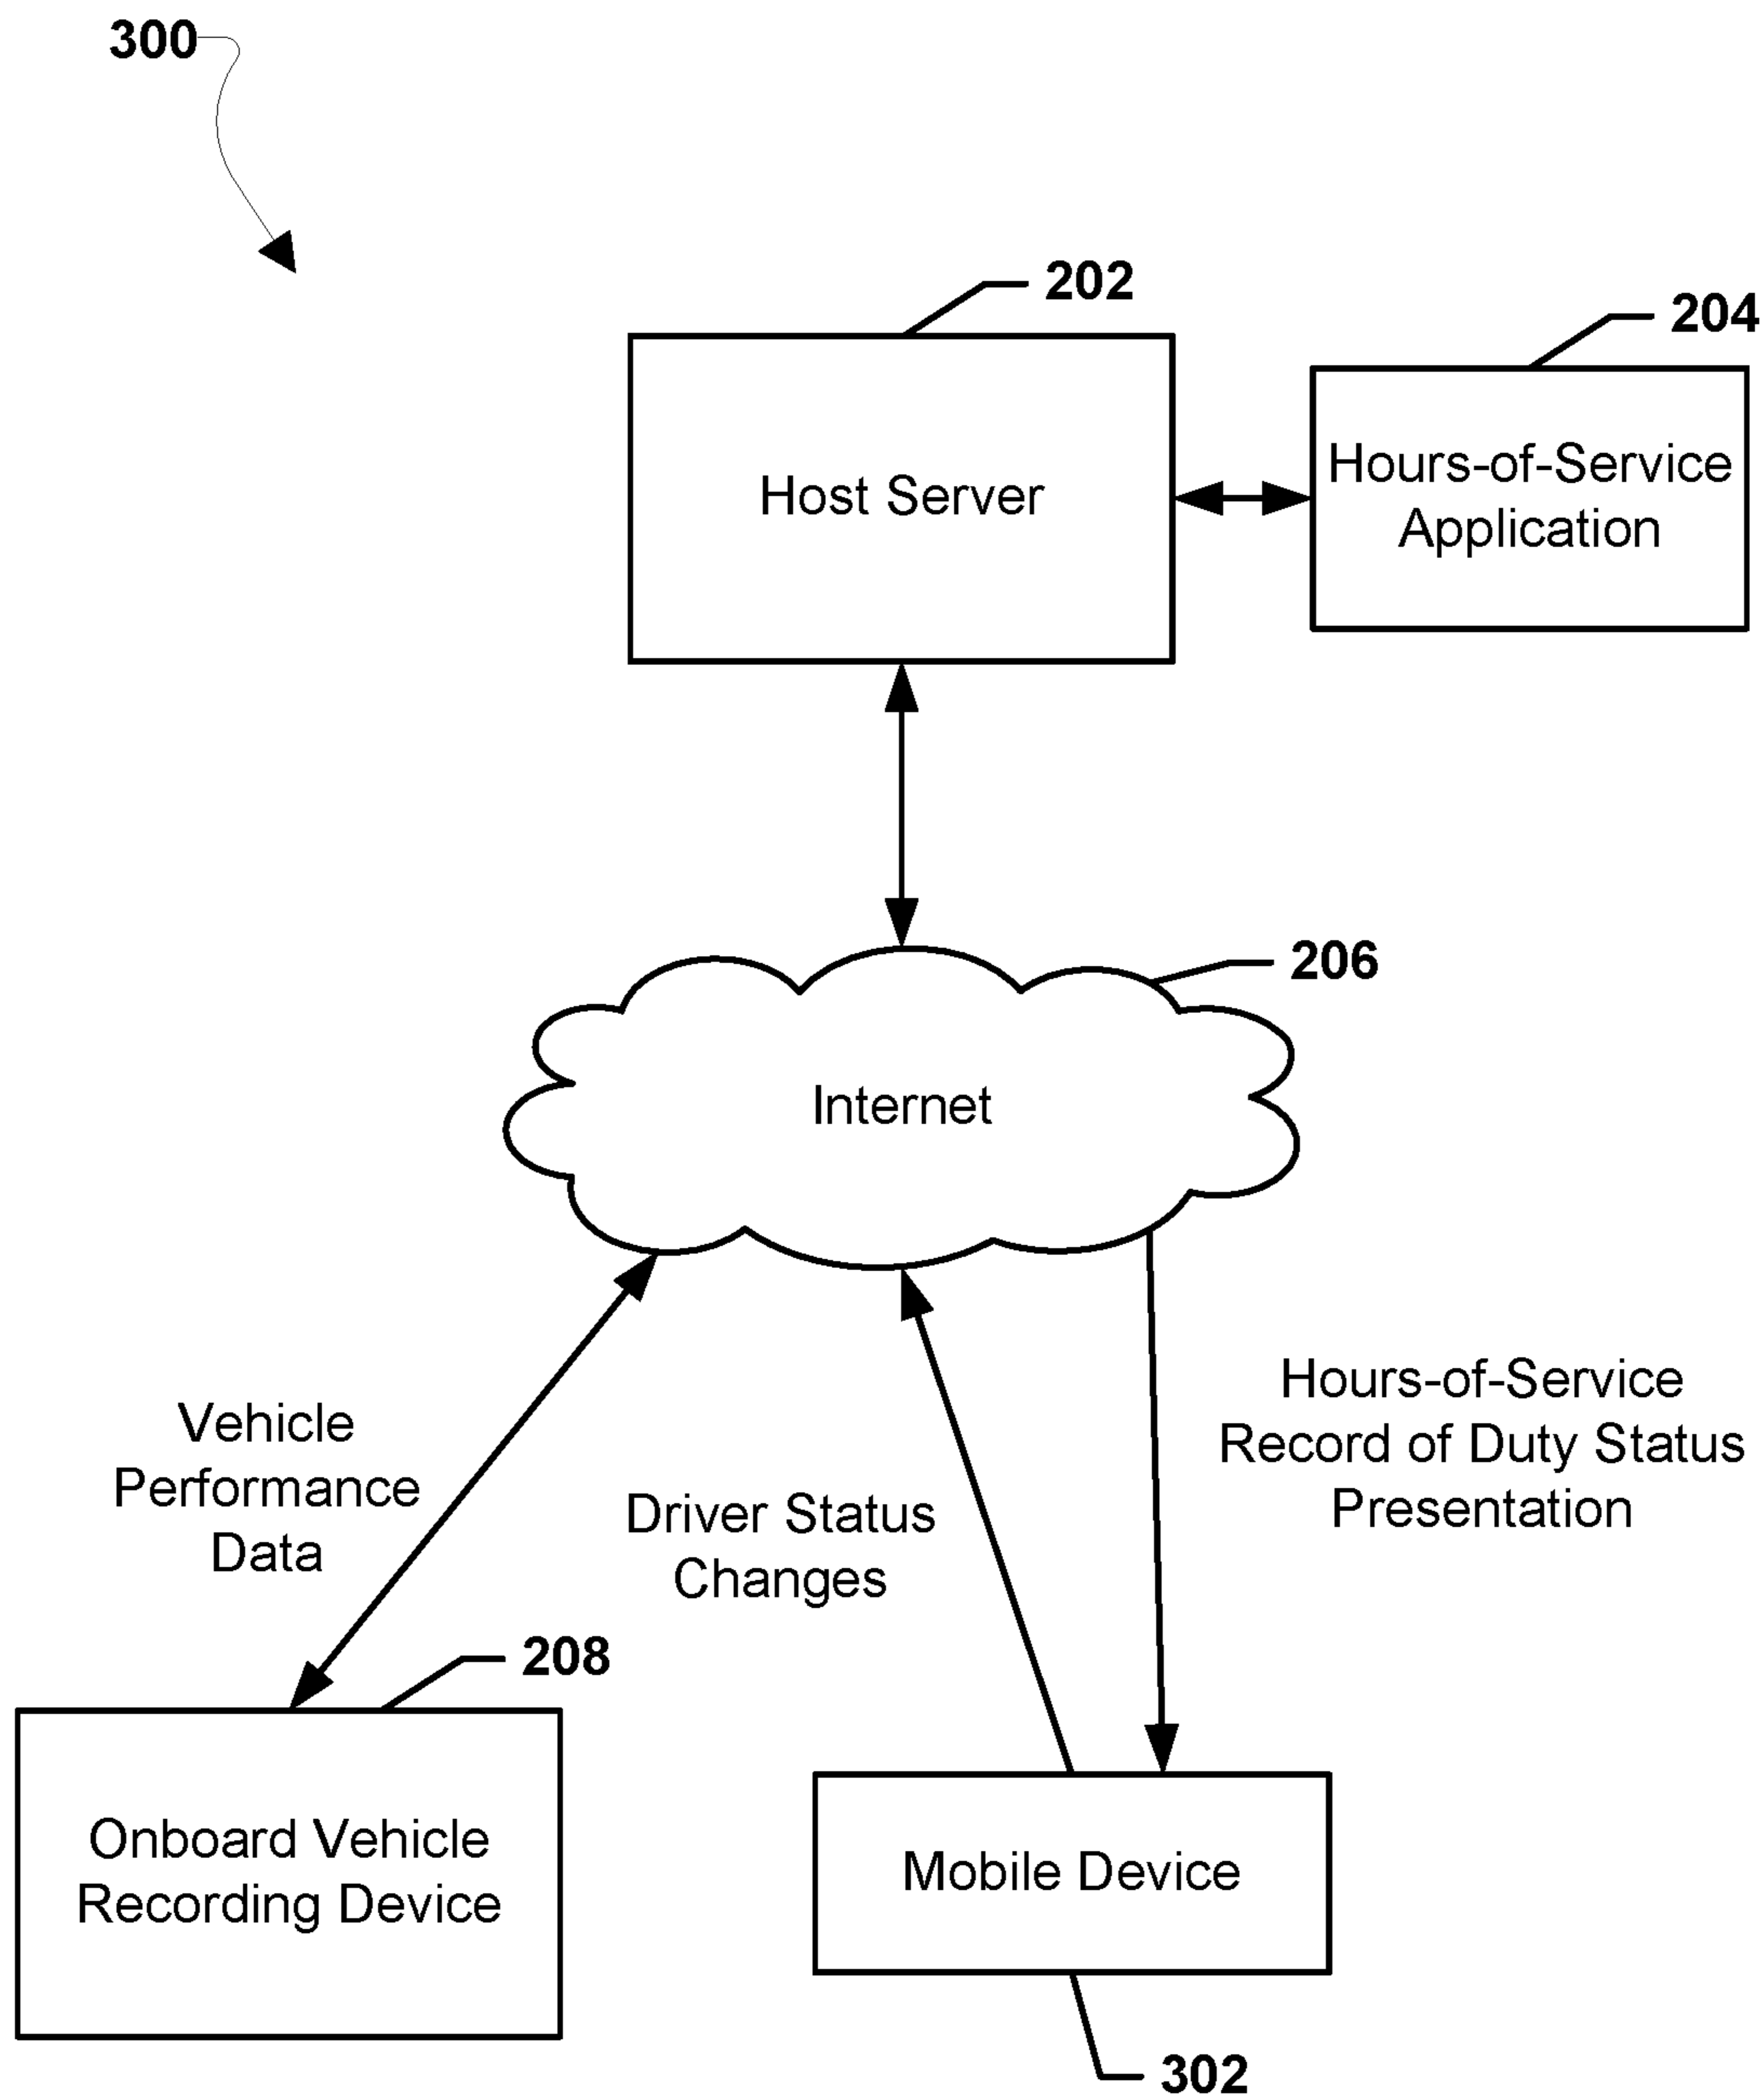 300
202
204
Host Server
Hours-of-Service
Application
206
Internet
Vehicle
Performance
Data
Driver Status
Changes
Hours-of-Service
Record of Duty Status
Presentation
208
Onboard Vehicle
Recording Device
Mobile Device
302